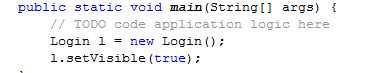 public static void main(String[] args) {
// TODO code application logic here
Login l = new Login();
l.setVisible(true);